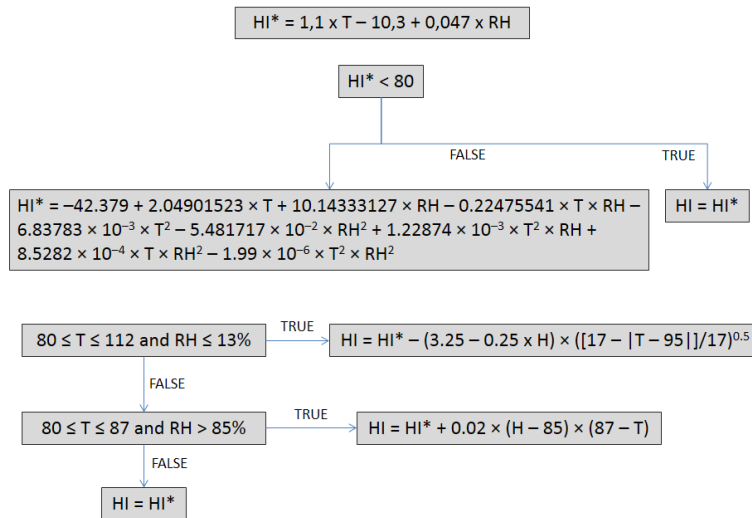 HI* = 1,1 x T – 10,3 + 0,047 x RH
HI* < 80
FALSE
TRUE
HI* = –42.379 + 2.04901523 × T + 10.14333127 × RH – 0.22475541 × T × RH –
6.83783 × 10⁻³ × T² – 5.481717 × 10⁻² × RH² + 1.22874 × 10⁻³ × T² × RH +
8.5282 × 10⁻⁴ × T × RH² – 1.99 × 10⁻⁶ × T² × RH²
HI = HI*
80 ≤ T ≤ 112 and RH ≤ 13%
TRUE
HI = HI* – (3.25 – 0.25 x H) × ([17 – |T – 95|]/17)⁰·⁵
FALSE
80 ≤ T ≤ 87 and RH > 85%
TRUE
HI = HI* + 0.02 × (H – 85) × (87 – T)
FALSE
HI = HI*